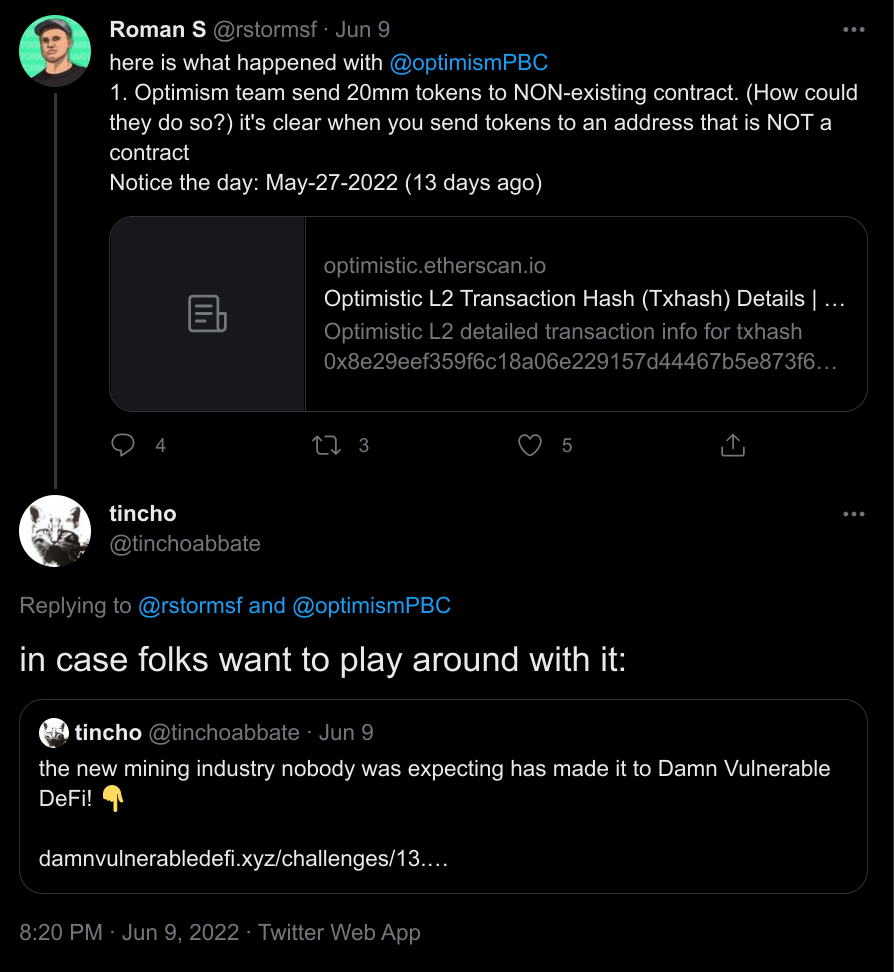 Roman S @rstormsf · Jun 9
here is what happened with @optimismPBC
1. Optimism team send 20mm tokens to NON-existing contract. (How could
they do so?) it's clear when you send tokens to an address that is NOT a
contract
Notice the day: May-27-2022 (13 days ago)
optimistic.etherscan.io
Optimistic L2 Transaction Hash (Txhash) Details | …
Optimistic L2 detailed transaction info for txhash
0x8e29eef359f6c18a06e229157d44467b5e873f6…
4 3 5
tincho
@tinchoabbate
Replying to @rstormsf and @optimismPBC
in case folks want to play around with it:
tincho @tinchoabbate · Jun 9
the new mining industry nobody was expecting has made it to Damn Vulnerable
DeFi! 👇
damnvulnerabledefi.xyz/challenges/13.…
8:20 PM · Jun 9, 2022 · Twitter Web App